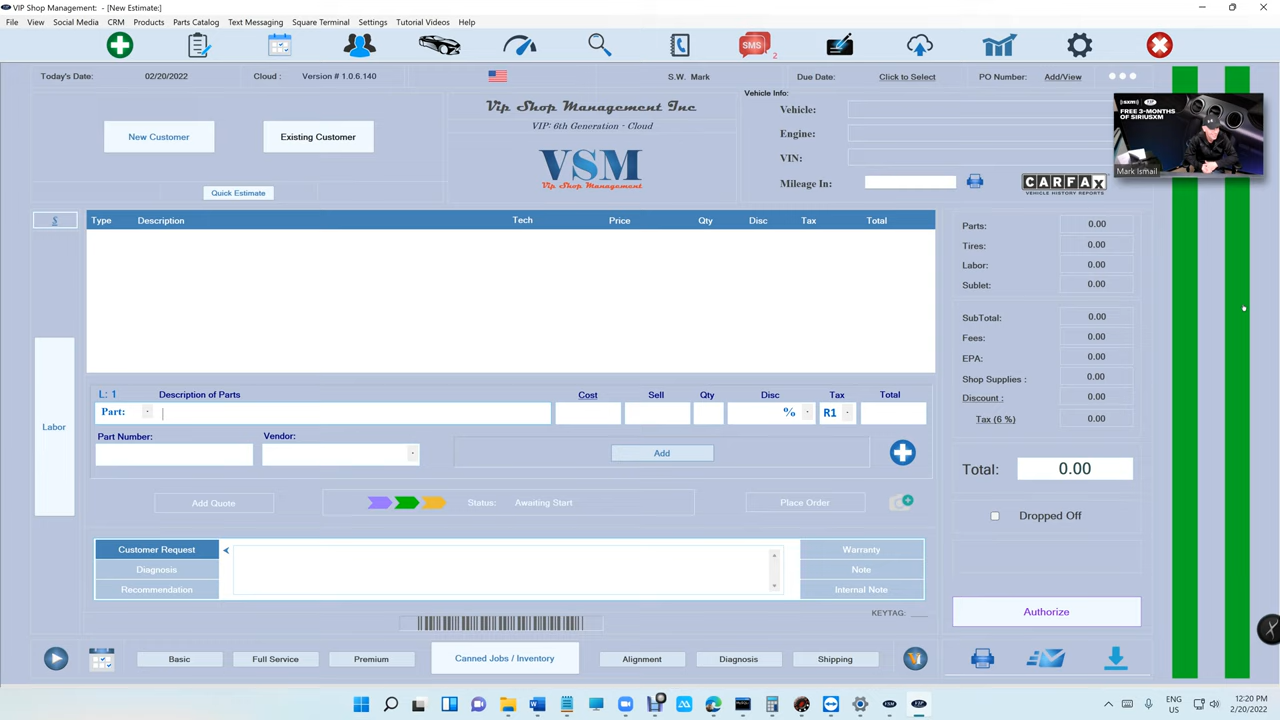 VIP Shop Management: - [New Estimate:]
File View Social Media CRM Products Parts Catalog Text Messaging Square Terminal Settings Tutorial Videos Help
SMS 2
Today's Date: 02/20/2022 Cloud : Version # 1.0.6.140 S.W. Mark Due Date: Click to Select PO Number: Add/View
New Customer Existing Customer
Quick Estimate
Vip Shop Management Inc
VIP: 6th Generation - Cloud
VSM
Vip Shop Management
Vehicle Info:
Vehicle:
Engine:
VIN:
Mileage In:
CARFAX
VEHICLE HISTORY REPORTS
FREE 3-MONTHS
OF SIRIUSXM
Mark Ismail
$ Type Description Tech Price Qty Disc Tax Total
Labor
L: 1 Description of Parts Cost Sell Qty Disc Tax Total
Part: % R1
Part Number: Vendor:
Add
Add Quote Status: Awaiting Start Place Order
Customer Request
Diagnosis
Recommendation
Warranty
Note
Internal Note
KEYTAG: ___
Parts: 0.00
Tires: 0.00
Labor: 0.00
Sublet: 0.00
SubTotal: 0.00
Fees: 0.00
EPA: 0.00
Shop Supplies : 0.00
Discount :
0.00
Tax (6 %) 0.00
Total: 0.00
Dropped Off
Authorize
Basic Full Service Premium Canned Jobs / Inventory Alignment Diagnosis Shipping
ENG
US
12:20 PM
2/20/2022